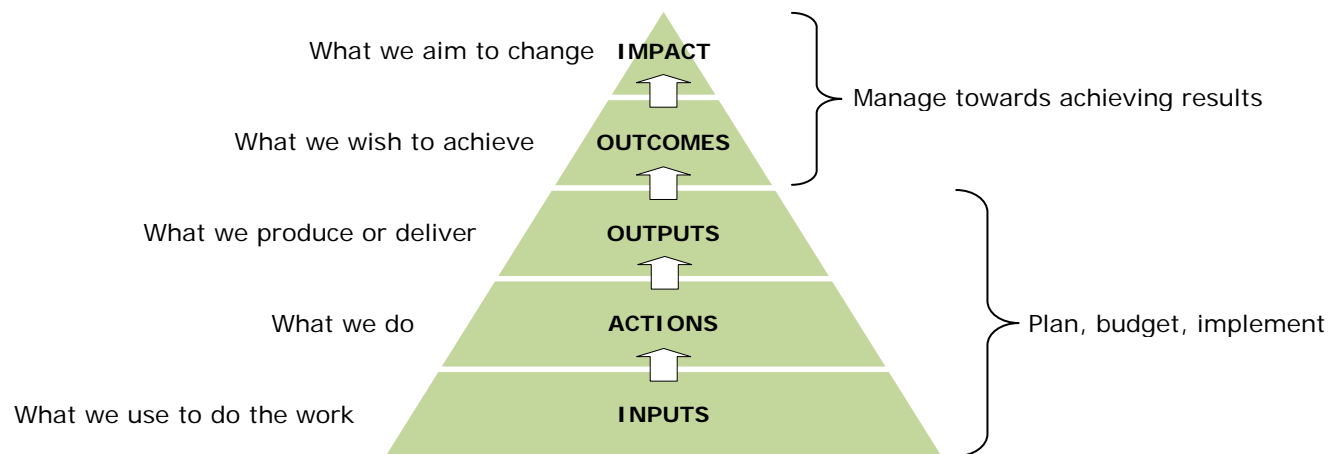 What we aim to change IMPACT
Manage towards achieving results
What we wish to achieve OUTCOMES
What we produce or deliver OUTPUTS
What we do ACTIONS
Plan, budget, implement
What we use to do the work INPUTS